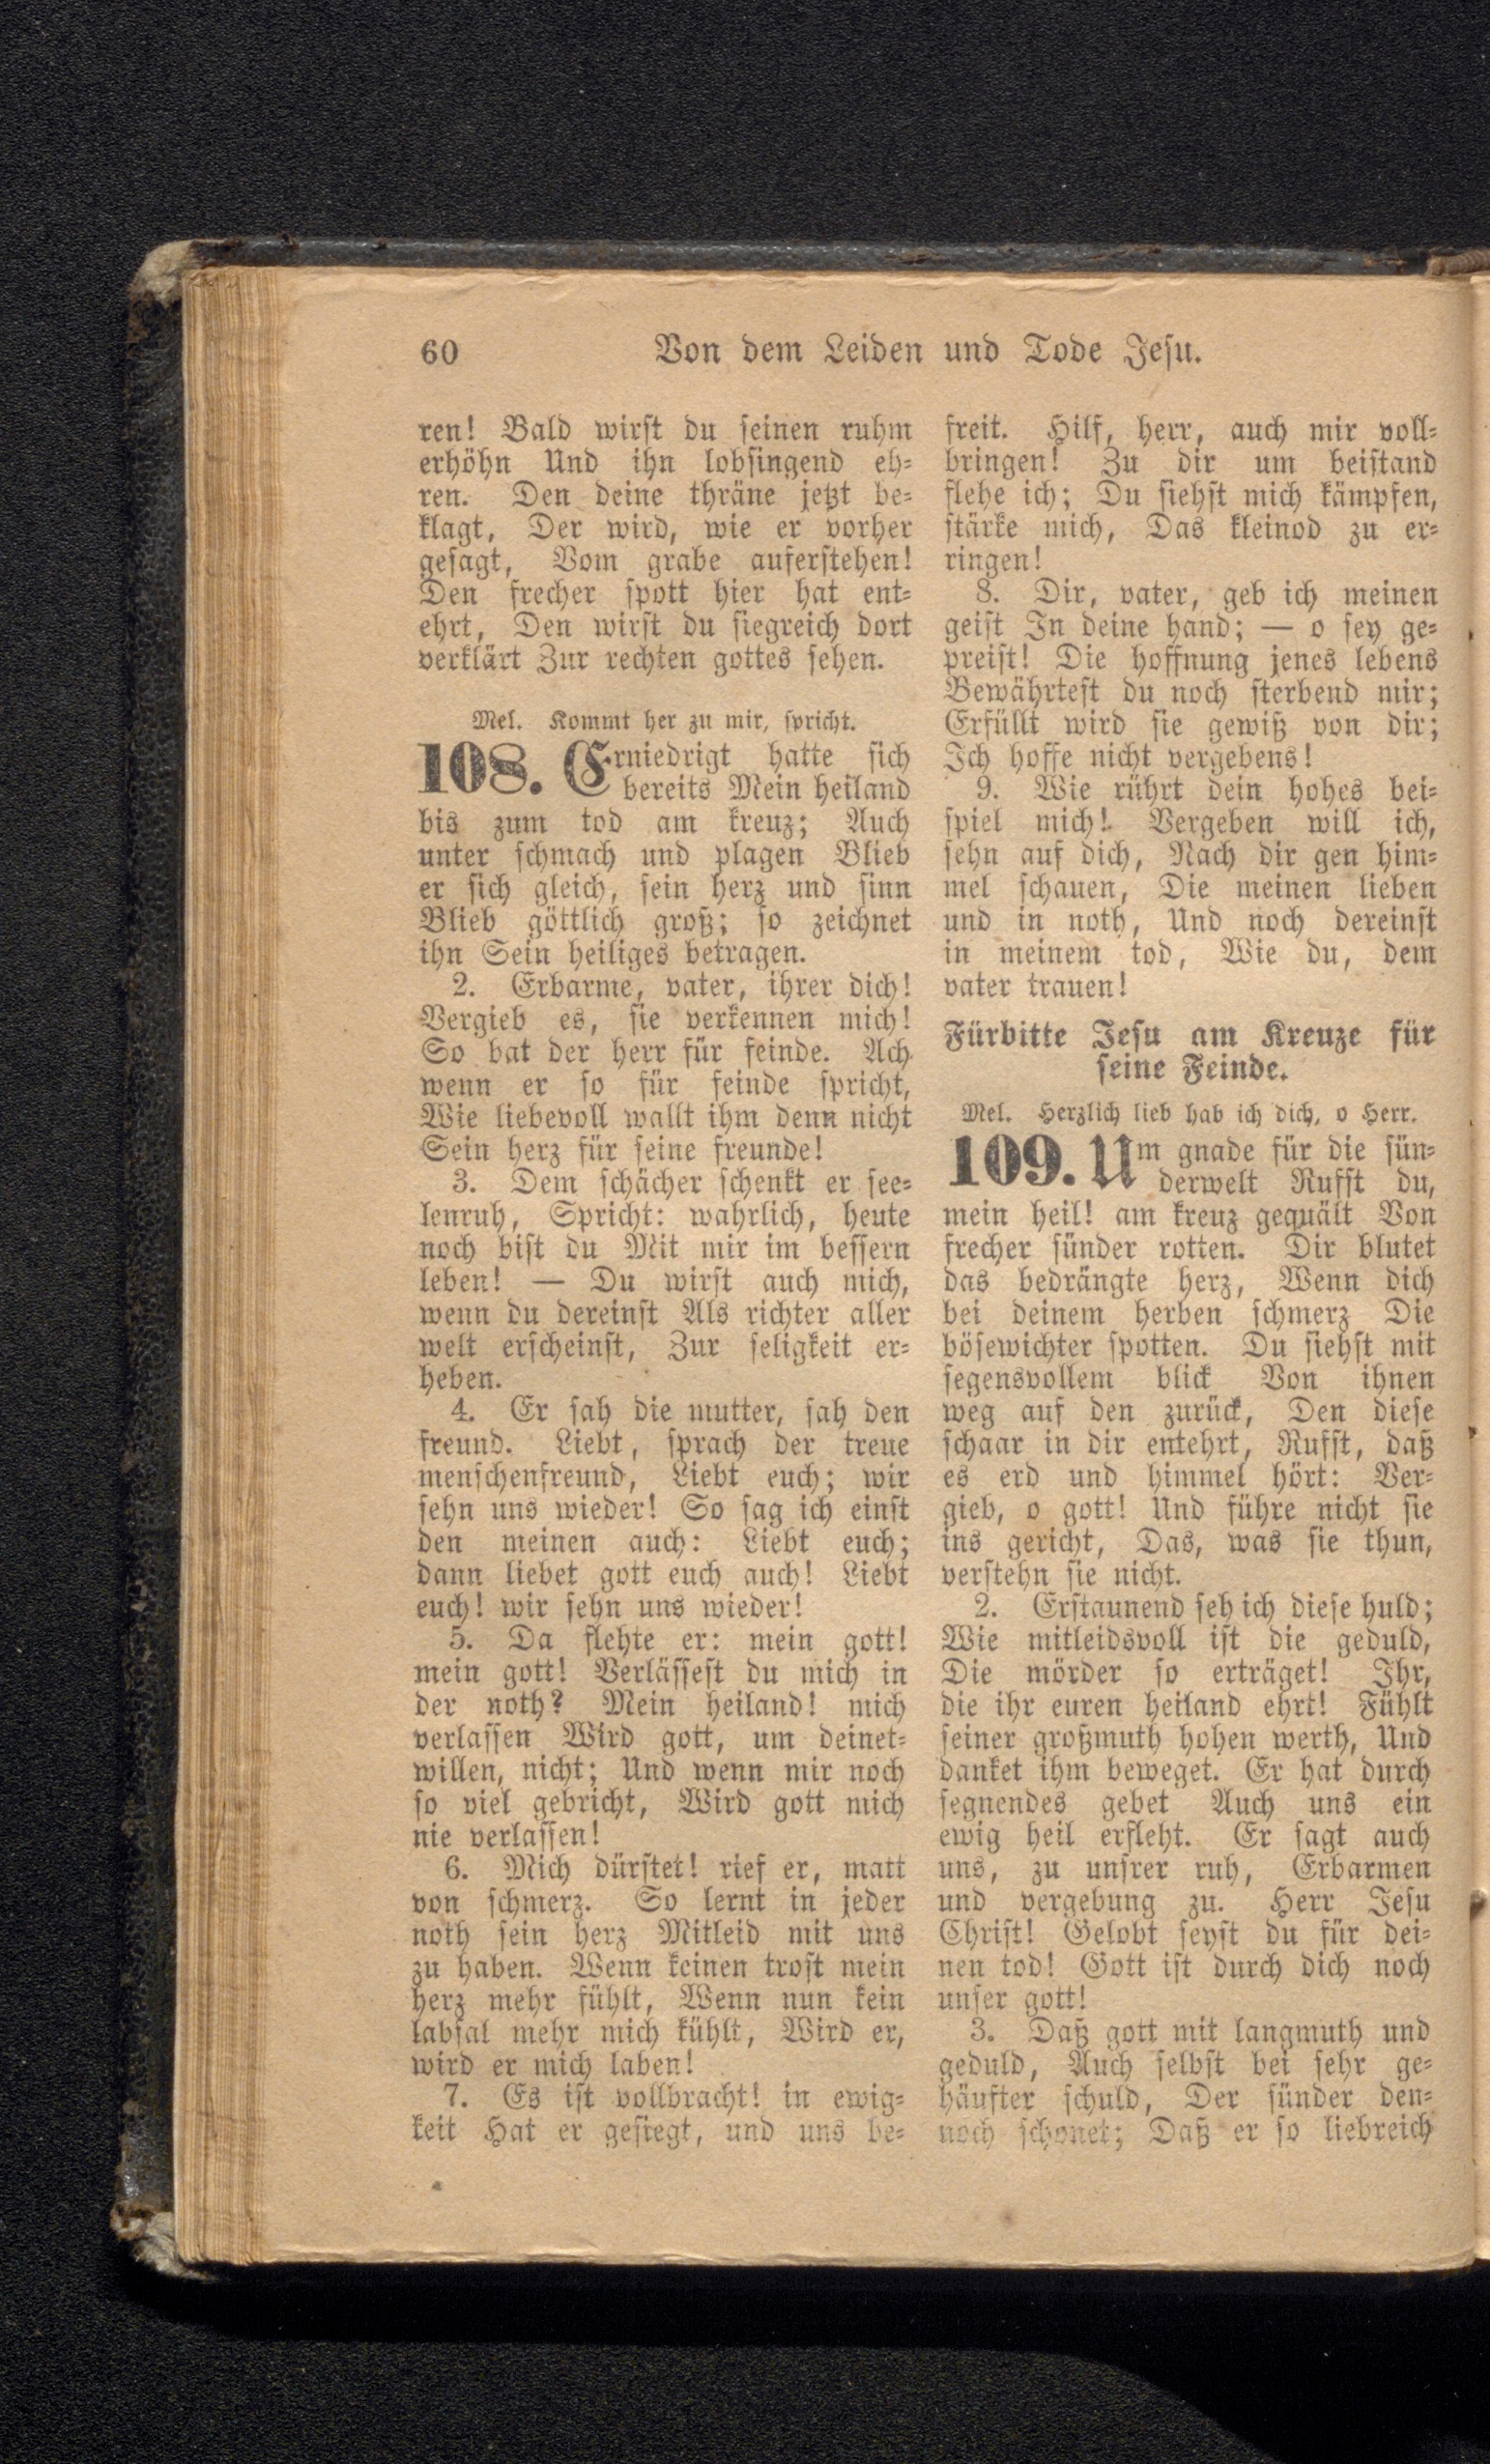 60 Von dem Leiden und Tode Jesu.
ren! Bald wirst du seinen ruhm
erhöhn Und ihn lobsingend eh-
ren. Den deine thräne jetzt be-
klagt, Der wird, wie er vorher
gesagt, Vom grabe auferstehen!
Den frecher spott hier hat ent-
ehrt, Den wirst du siegreich dort
verklärt Zur rechten gottes sehen.
Mel. Kommt her zu mir, spricht.
108. Erniedrigt hatte sich
bereits Mein heiland
bis zum tod am kreuz; Auch
unter schmach und plagen Blieb
er sich gleich, sein herz und sinn
Blieb göttlich groß; so zeichnet
ihn Sein heiliges betragen.
2. Erbarme, vater, ihrer dich!
Vergieb es, sie verkennen mich!
So bat der herr für feinde. Ach
wenn er so für feinde spricht,
Wie liebevoll wallt ihm denn nicht
Sein herz für seine freunde!
3. Dem schächer schenkt er see-
lenruh, Spricht: wahrlich, heute
noch bist du Mit mir im bessern
leben! — Du wirst auch mich,
wenn du dereinst Als richter aller
welt erscheinst, Zur seligkeit er-
heben.
4. Er sah die mutter, sah den
freund. Liebt, sprach der treue
menschenfreund, Liebt euch; wir
sehn uns wieder! So sag ich einst
den meinen auch: Liebt euch;
dann liebet gott euch auch! Liebt
euch! wir sehn uns wieder!
5. Da flehte er: mein gott!
mein gott! Verlässest du mich in
der noth? Mein heiland! mich
verlassen Wird gott, um deinet-
willen, nicht; Und wenn mir noch
so viel gebricht, Wird gott mich
nie verlassen!
6. Mich dürstet! rief er, matt
von schmerz. So lernt in jeder
noth sein herz Mitleid mit uns
zu haben. Wenn keinen trost mein
herz mehr fühlt, Wenn nun kein
labsal mehr mich kühlt, Wird er,
wird er mich laben!
7. Es ist vollbracht! in ewig-
keit Hat er gesiegt, und uns be-
freit. Hilf, herr, auch mir voll-
bringen! Zu dir um beistand
flehe ich; Du siehst mich kämpfen,
stärke mich, Das kleinod zu er-
ringen!
8. Dir, vater, geb ich meinen
geist In deine hand; — o sey ge-
preist! Die hoffnung jenes lebens
Bewährtest du noch sterbend mir;
Erfüllt wird sie gewiß von dir;
Ich hoffe nicht vergebens!
9. Wie rührt dein hohes bei-
spiel mich! Vergeben will ich,
sehn auf dich, Nach dir gen him-
mel schauen, Die meinen lieben
und in noth, Und noch dereinst
in meinem tod, Wie du, dem
vater trauen!
Fürbitte Jesu am Kreuze für
seine Feinde.
Mel. Herzlich lieb hab ich dich, o Herr.
109. Um gnade für die sün-
derwelt Rufst du,
mein heil! am kreuz gequält Von
frecher sünder rotten. Dir blutet
das bedrängte herz, Wenn dich
bei deinem herben schmerz Die
bösewichter spotten. Du siehst mit
segensvollem blick Von ihnen
weg auf den zurück, Den diese
schaar in dir entehrt, Rufst, daß
es erd und himmel hört: Ver-
gieb, o gott! Und führe nicht sie
ins gericht, Das, was sie thun,
verstehn sie nicht.
2. Erstaunend seh ich diese huld;
Wie mitleidsvoll ist die geduld,
Die mörder so erträget! Ihr,
die ihr euren heiland ehrt! Fühlt
seiner großmuth hohen werth, Und
danket ihm beweget. Er hat durch
segnendes gebet Auch uns ein
ewig heil erfleht. Er sagt auch
uns, zu unsrer ruh, Erbarmen
und vergebung zu. Herr Jesu
Christ! Gelobt seyst du für dei-
nen tod! Gott ist durch dich noch
unser gott!
3. Daß gott mit langmuth und
geduld, Auch selbst bei sehr ge-
häufter schuld, Der sünder den-
noch schonet; Daß er so liebreich